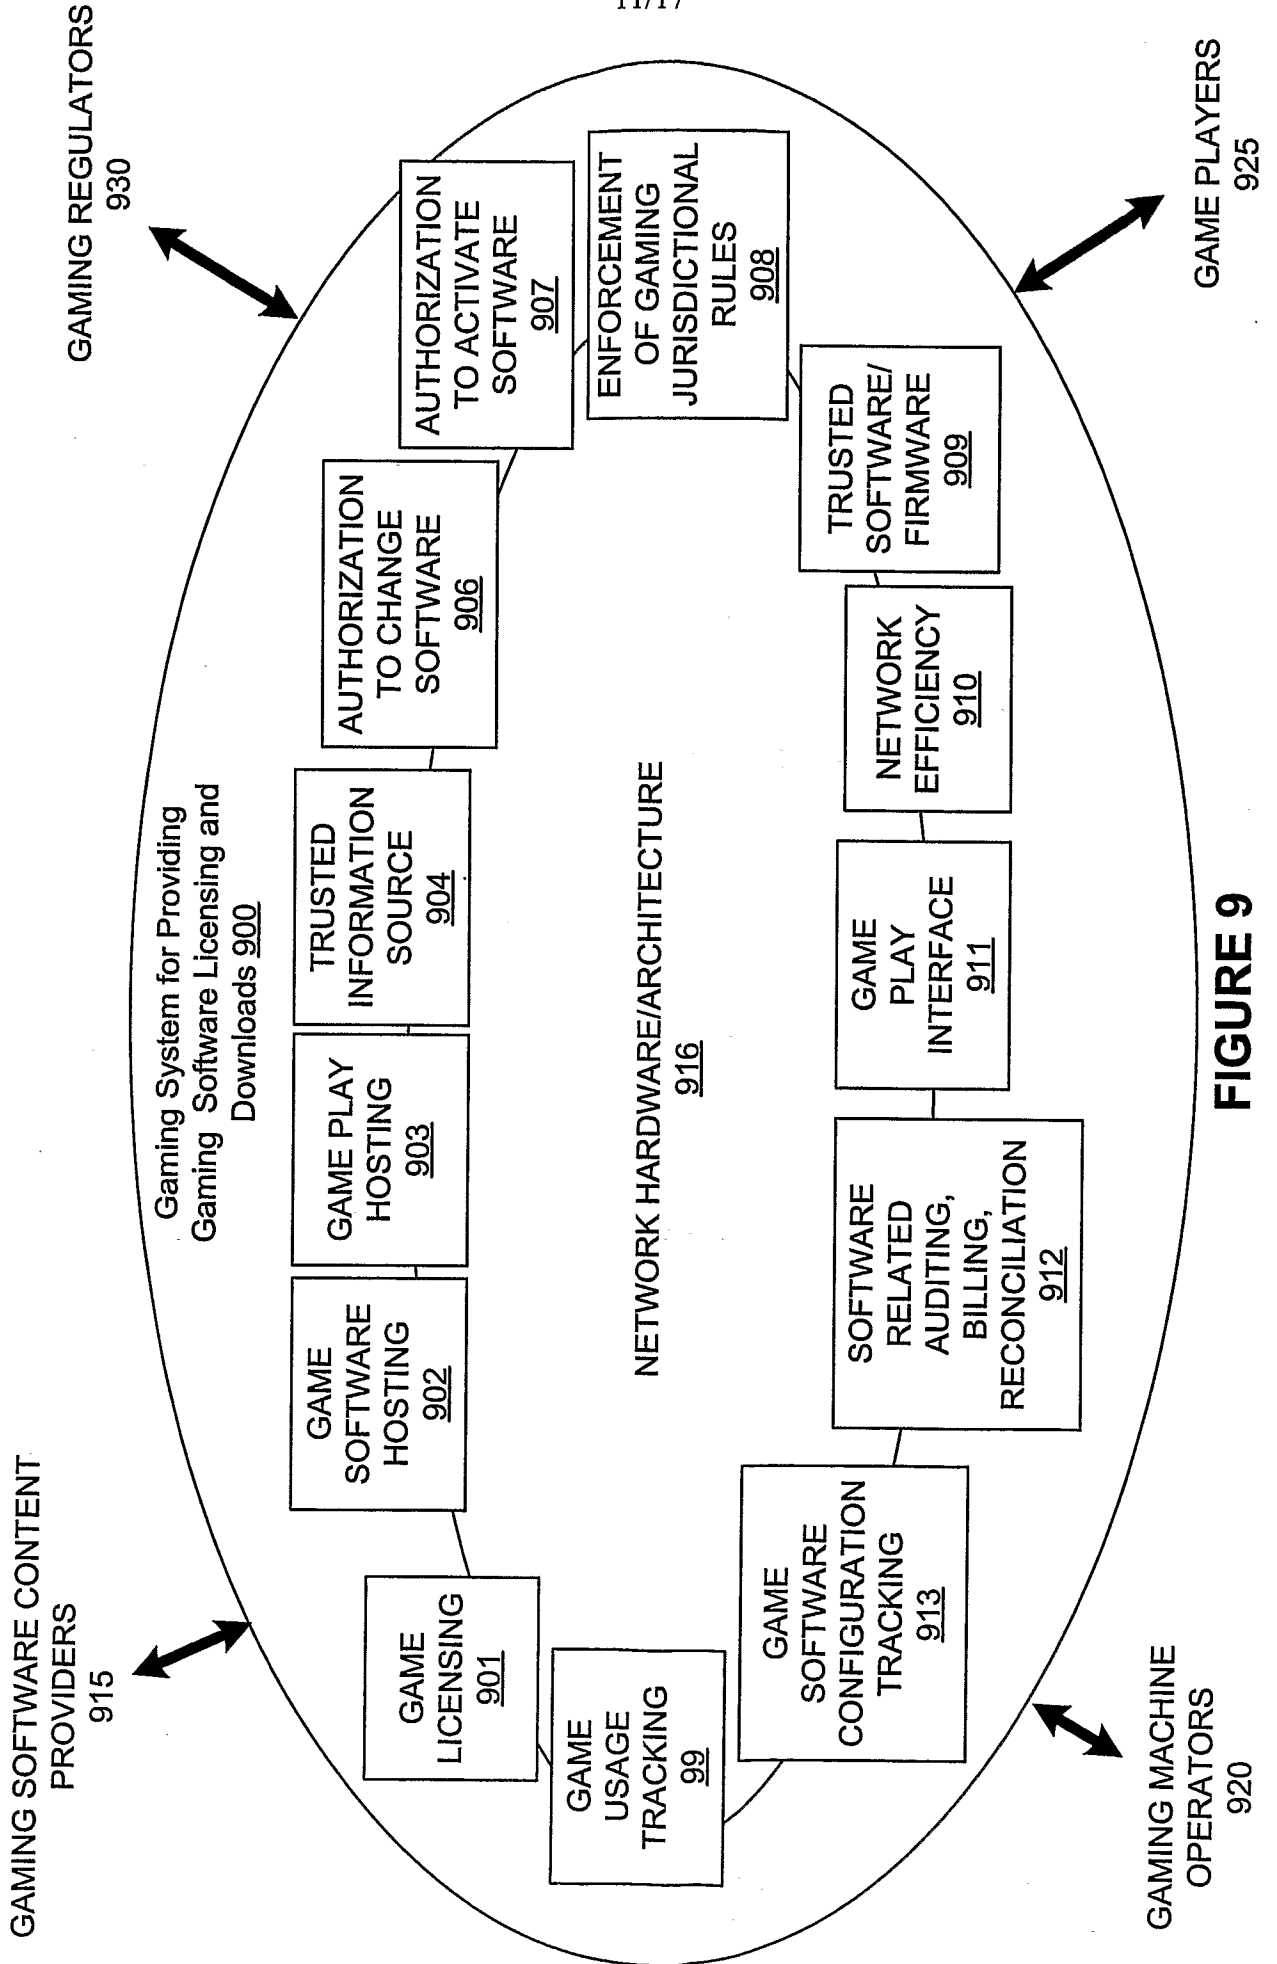 11/17
GAMING SOFTWARE CONTENT
PROVIDERS
915
GAMING REGULATORS
930
Gaming System for Providing
Gaming Software Licensing and
Downloads 900
GAME
LICENSING
901
GAME
SOFTWARE
HOSTING
902
GAME PLAY
HOSTING
903
TRUSTED
INFORMATION
SOURCE
904
AUTHORIZATION
TO CHANGE
SOFTWARE
906
AUTHORIZATION
TO ACTIVATE
SOFTWARE
907
ENFORCEMENT
OF GAMING
JURISDICTIONAL
RULES
908
NETWORK HARDWARE/ARCHITECTURE
916
GAME
USAGE
TRACKING
99
GAME
SOFTWARE
CONFIGURATION
TRACKING
913
SOFTWARE
RELATED
AUDITING,
BILLING,
RECONCILIATION
912
GAME
PLAY
INTERFACE
911
NETWORK
EFFICIENCY
910
TRUSTED
SOFTWARE/
FIRMWARE
909
GAMING MACHINE
OPERATORS
920
GAME PLAYERS
925
FIGURE 9